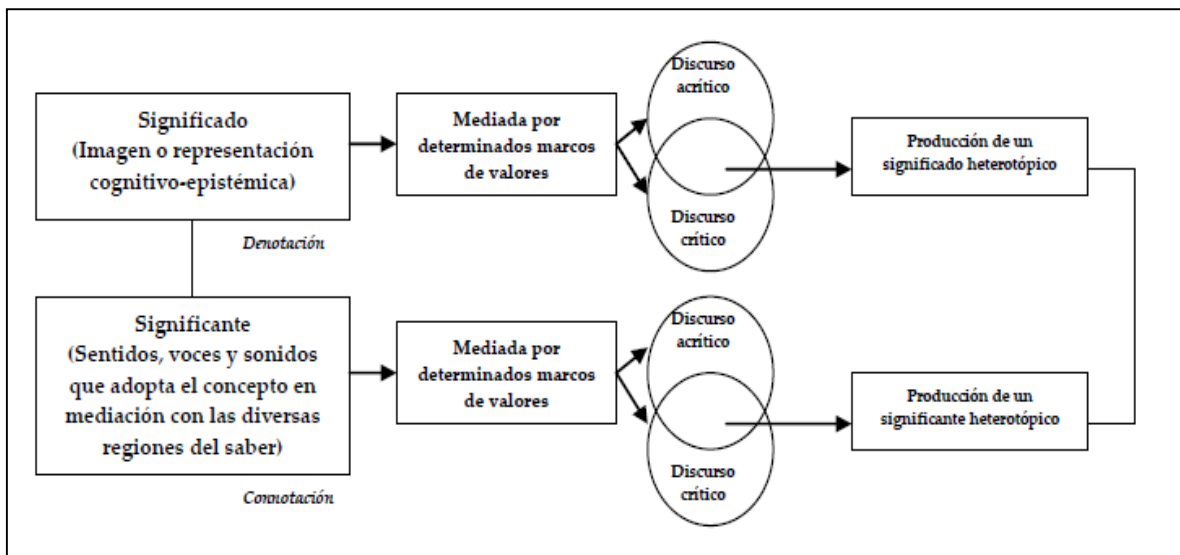 Significado
(Imagen o representación
cognitivo-epistémica)
Denotación
Mediada por
determinados marcos
de valores
Discurso
acrítico
Discurso
crítico
Producción de un
significado heterotópico
Significante
(Sentidos, voces y sonidos
que adopta el concepto en
mediación con las diversas
regiones del saber)
Connotación
Mediada por
determinados marcos
de valores
Discurso
acrítico
Discurso
crítico
Producción de un
significante heterotópico